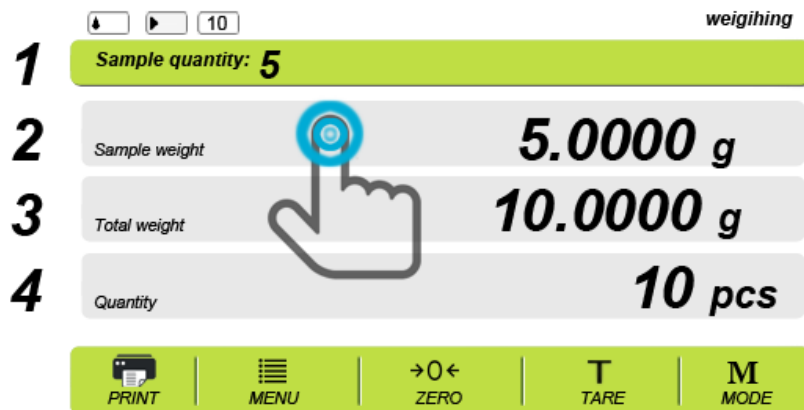 10 weigihing
1 Sample quantity: 5
2 Sample weight 5.0000 g
3 Total weight 10.0000 g
4 Quantity 10 pcs
→0←  T  M
PRINT MENU ZERO TARE MODE